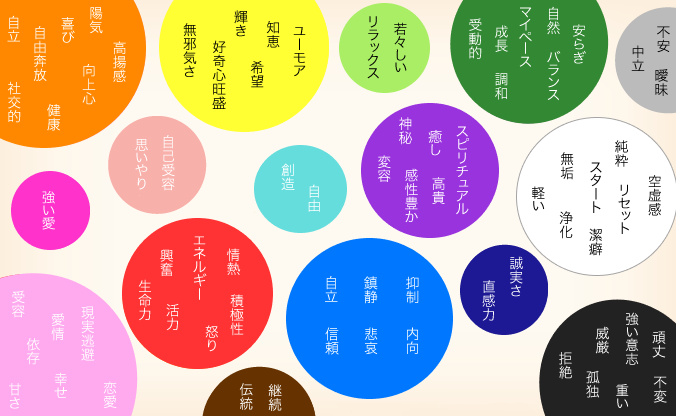 陽気
喜び
自由奔放
自立
高揚感
向上心
健康
社交的
ユーモア
知恵
輝き
希望
好奇心旺盛
無邪気さ
若々しい
リラックス
安らぎ
自然
バランス
マイペース
成長
調和
受動的
不安
曖昧
中立
自己受容
思いやり
自由
創造
スピリチュアル
癒し
高貴
神秘
感性豊か
変容
空虚感
純粋
リセット
スタート
潔癖
無垢
浄化
軽い
強い愛
情熱
積極性
エネルギー
怒り
興奮
活力
生命力
抑制
内向
鎮静
悲哀
自立
信頼
誠実さ
直感力
現実逃避
恋愛
愛情
幸せ
依存
受容
甘さ
継続
伝統
頑丈
不変
強い意志
重い
威厳
孤独
拒絶